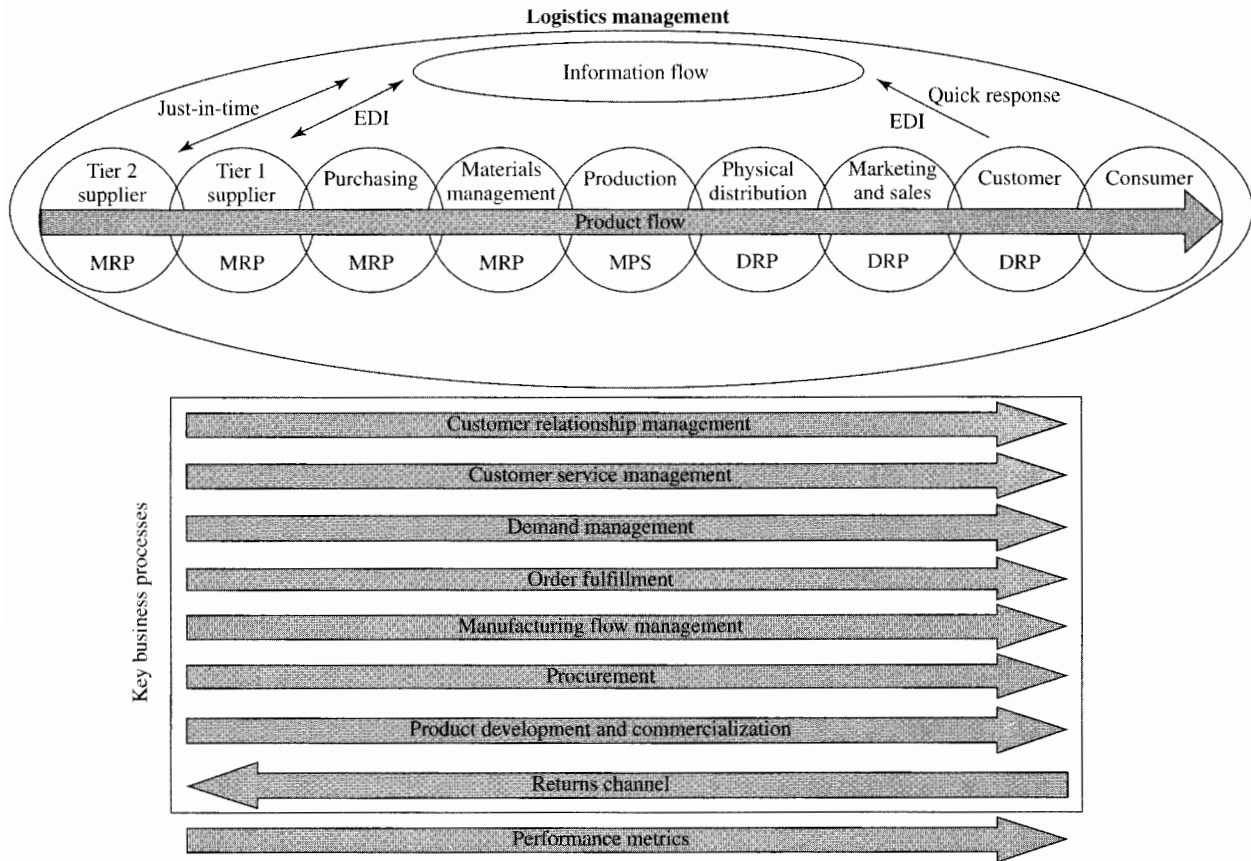 Logistics management
Information flow
Just-in-time
EDI
Quick response
EDI
Tier 2
supplier
Tier 1
supplier
Purchasing
Materials
management
Production
Physical
distribution
Marketing
and sales
Customer
Consumer
Product flow
MRP
MRP
MRP
MRP
MPS
DRP
DRP
DRP
Key business processes
Customer relationship management
Customer service management
Demand management
Order fulfillment
Manufacturing flow management
Procurement
Product development and commercialization
Returns channel
Performance metrics